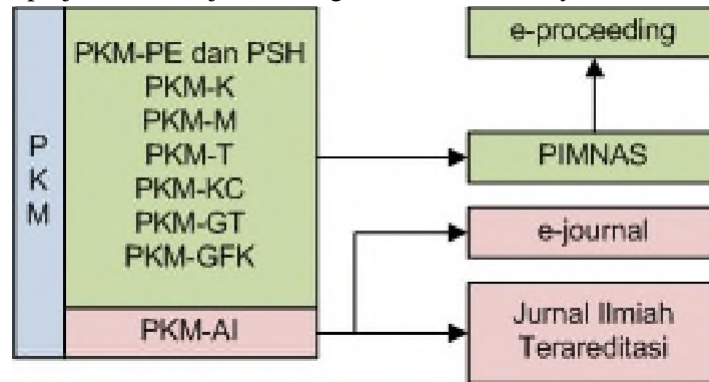 P
K
M
PKM-PE dan PSH
PKM-K
PKM-M
PKM-T
PKM-KC
PKM-GT
PKM-GFK
PKM-AI
e-proceeding
PIMNAS
e-journal
Jurnal Ilmiah
Terareditasi